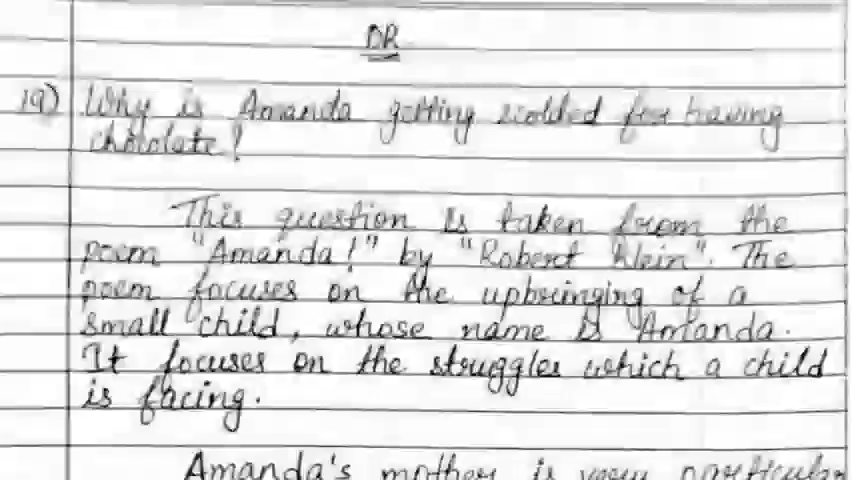 OR
19) Why is Amanda getting scolded for having
chocolate?
This question is taken from the
poem "Amanda!" by "Robert Klein". The
poem focuses on the upbringing of a
small child, whose name is Amanda.
It focuses on the struggles which a child
is facing.
Amanda's mother is very particular